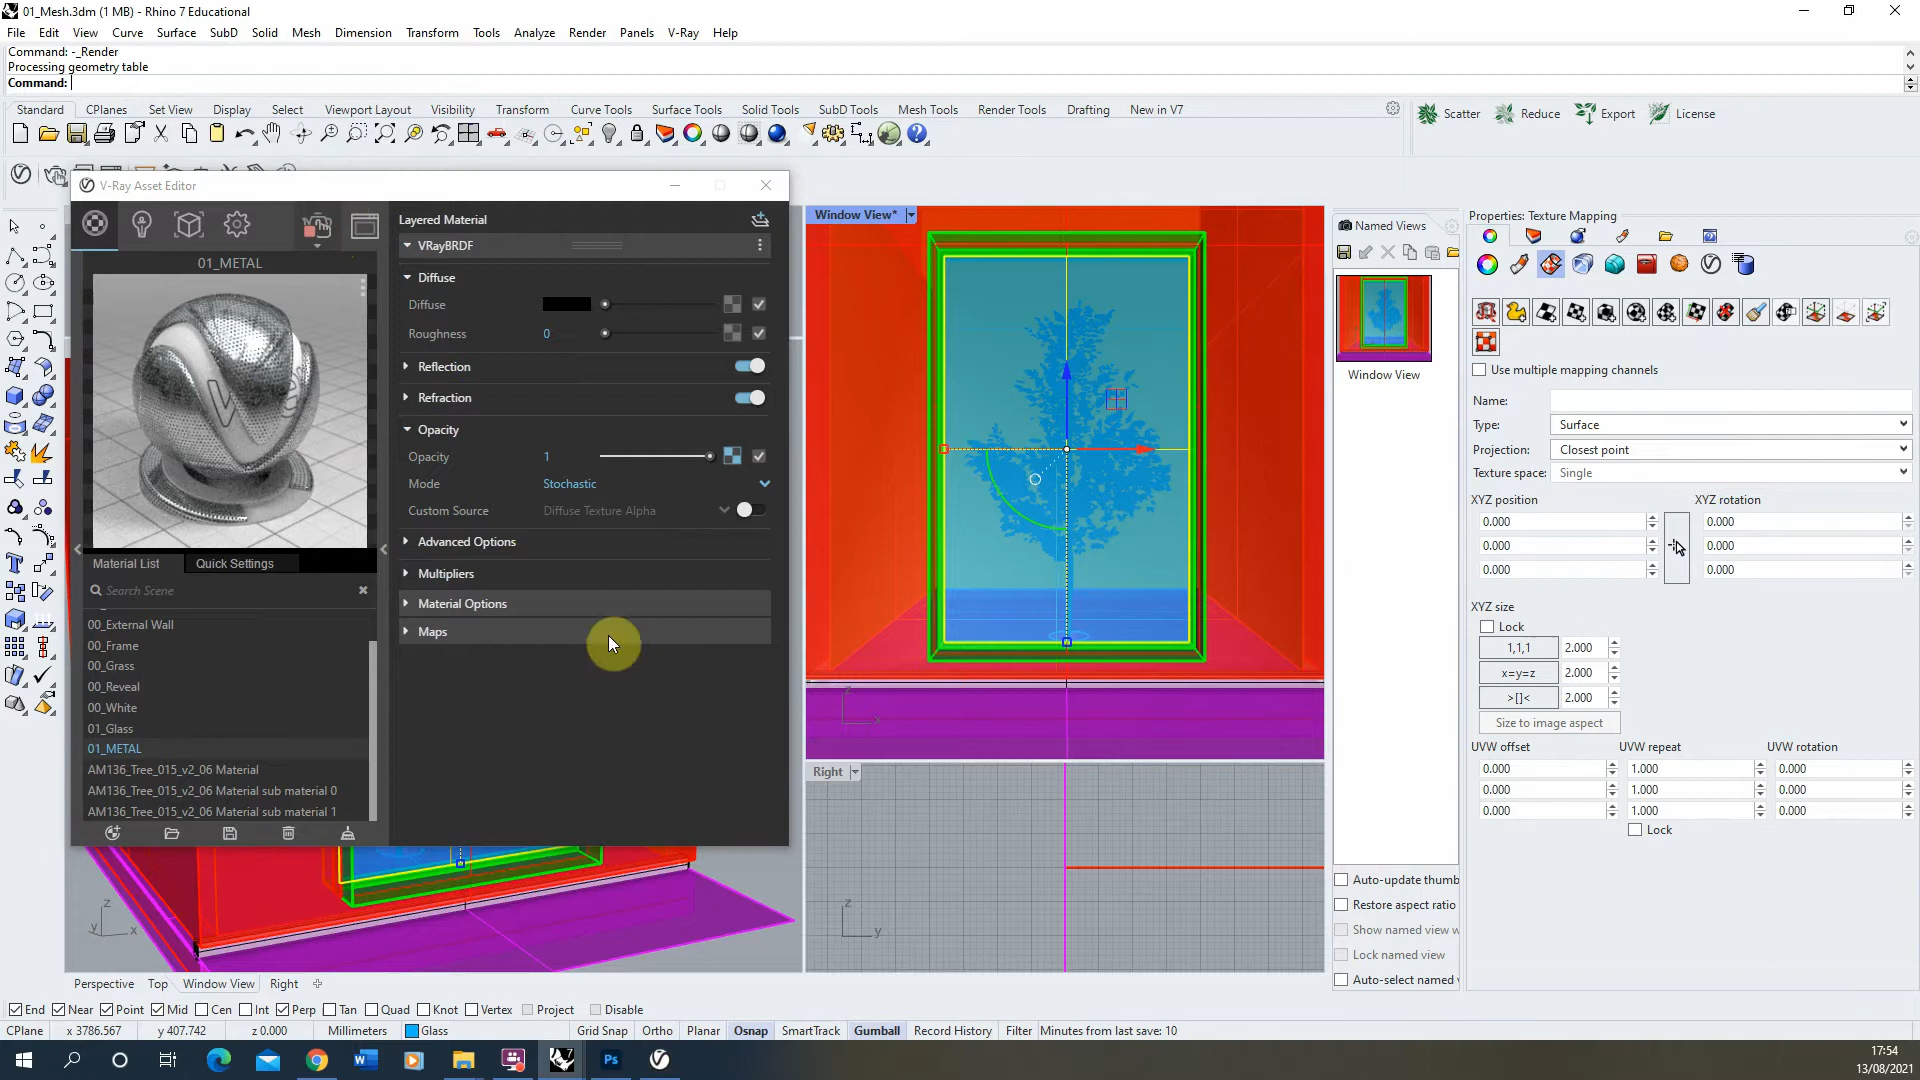 01_Mesh.3dm (1 MB) - Rhino 7 Educational
File Edit View Curve Surface SubD Solid Mesh Dimension Transform Tools Analyze Render Panels V-Ray Help
Command: -_Render
Processing geometry table
Command:
Standard CPlanes Set View Display Select Viewport Layout Visibility Transform Curve Tools Surface Tools Solid Tools SubD Tools Mesh Tools Render Tools Drafting New in V7
Scatter Reduce Export License
V-Ray Asset Editor
01_METAL
Material List Quick Settings
Search Scene
00_External Wall
00_Frame
00_Grass
00_Reveal
00_White
01_Glass
01_METAL
AM136_Tree_015_v2_06 Material
AM136_Tree_015_v2_06 Material sub material 0
AM136_Tree_015_v2_06 Material sub material 1
Layered Material
VRayBRDF
Diffuse
Diffuse
Roughness 0
Reflection
Refraction
Opacity
Opacity 1
Mode Stochastic
Custom Source Diffuse Texture Alpha
Advanced Options
Multipliers
Material Options
Maps
z
y x
Window View*
z
x
Right
z
y
Named Views
Window View
Auto-update thumb
Restore aspect ratio
Show named view w
Lock named view
Auto-select named v
Properties: Texture Mapping
Use multiple mapping channels
Name:
Type: Surface
Projection: Closest point
Texture space: Single
XYZ position XYZ rotation
0.000 0.000
0.000 0.000
0.000 0.000
XYZ size
Lock
1,1,1 2.000
x=y=z 2.000
>[]< 2.000
Size to image aspect
UVW offset UVW repeat UVW rotation
0.000 1.000 0.000
0.000 1.000 0.000
0.000 1.000 0.000
Lock
Perspective Top Window View Right
End Near Point Mid Cen Int Perp Tan Quad Knot Vertex Project Disable
CPlane x 3786.567 y 407.742 z 0.000 Millimeters Glass Grid Snap Ortho Planar Osnap SmartTrack Gumball Record History Filter Minutes from last save: 10
17:54
13/08/2021